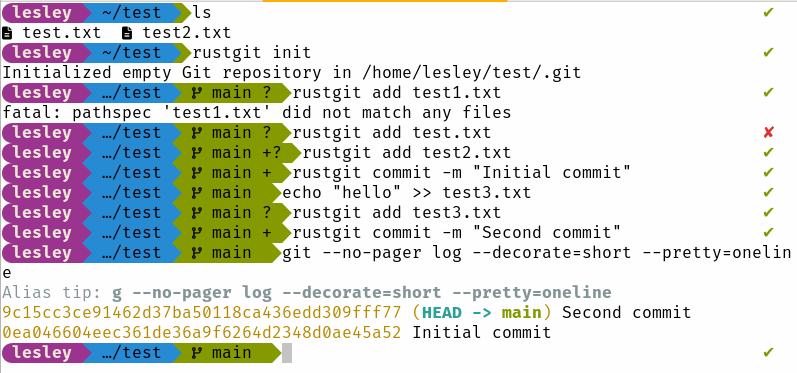 lesley ~/test ls ✔
test.txt test2.txt
lesley ~/test rustgit init ✔
Initialized empty Git repository in /home/lesley/test/.git
lesley …/test main ? rustgit add test1.txt ✔
fatal: pathspec 'test1.txt' did not match any files
lesley …/test main ? rustgit add test.txt ✘
lesley …/test main +? rustgit add test2.txt ✔
lesley …/test main + rustgit commit -m "Initial commit" ✔
lesley …/test main echo "hello" >> test3.txt ✔
lesley …/test main ? rustgit add test3.txt ✔
lesley …/test main + rustgit commit -m "Second commit" ✔
lesley …/test main git --no-pager log --decorate=short --pretty=onelin
e
Alias tip: g --no-pager log --decorate=short --pretty=oneline
9c15cc3ce91462d37ba50118ca436edd309fff77 (HEAD -> main) Second commit
0ea046604eec361de36a9f6264d2348d0ae45a52 Initial commit
lesley …/test main ✔